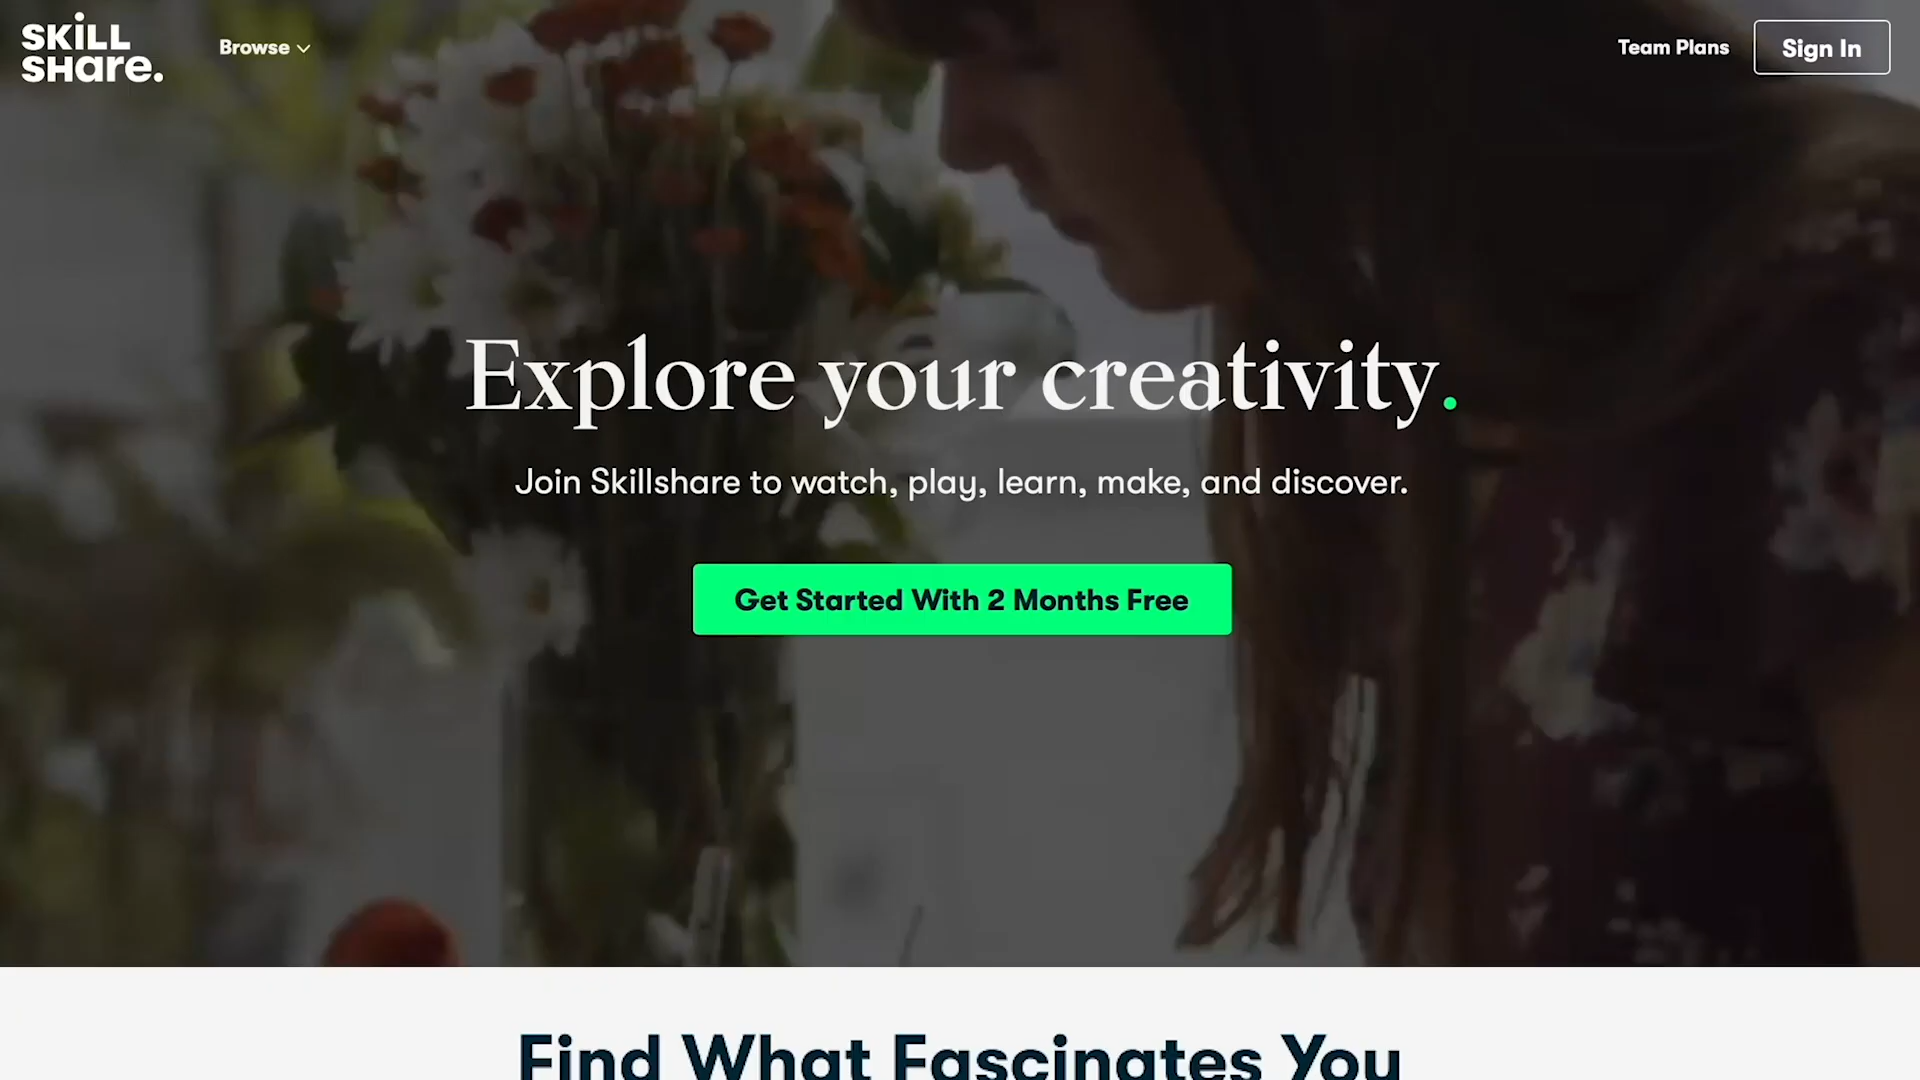 SKiLL
SHare.
Browse
Team Plans
Sign In
Explore your creativity.
Join Skillshare to watch, play, learn, make, and discover.
Get Started With 2 Months Free
Find What Fascinates You